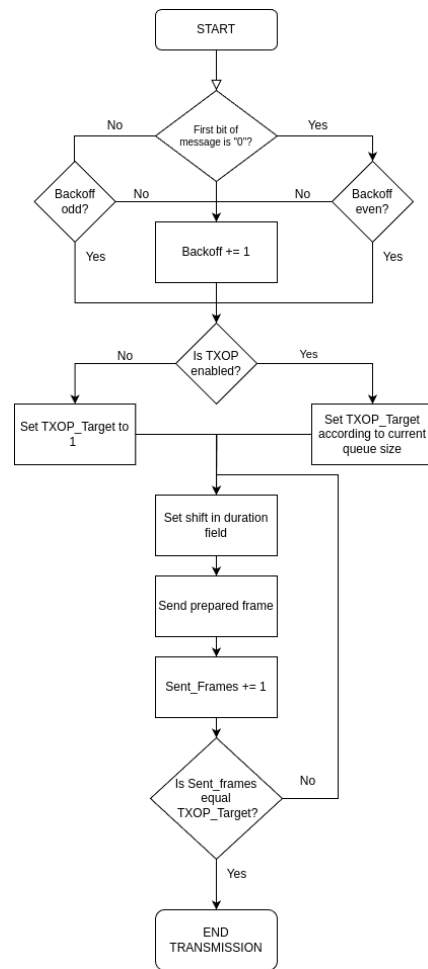 START
No
First bit of
message is "0"?
Yes
Backoff
odd?
No
No
Backoff
even?
Yes
Backoff += 1
Yes
No
Is TXOP
enabled?
Yes
Set TXOP_Target to
1
Set TXOP_Target
according to current
queue size
Set shift in duration
field
Send prepared frame
Sent_Frames += 1
Is Sent_frames
equal
TXOP_Target?
No
Yes
END
TRANSMISSION